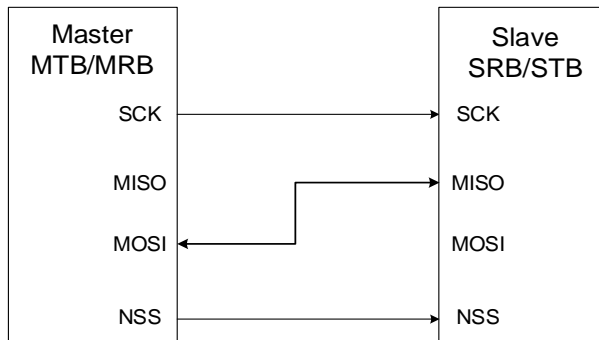 Master
MTB/MRB
SCK
MISO
MOSI
NSS
Slave
SRB/STB
SCK
MISO
MOSI
NSS